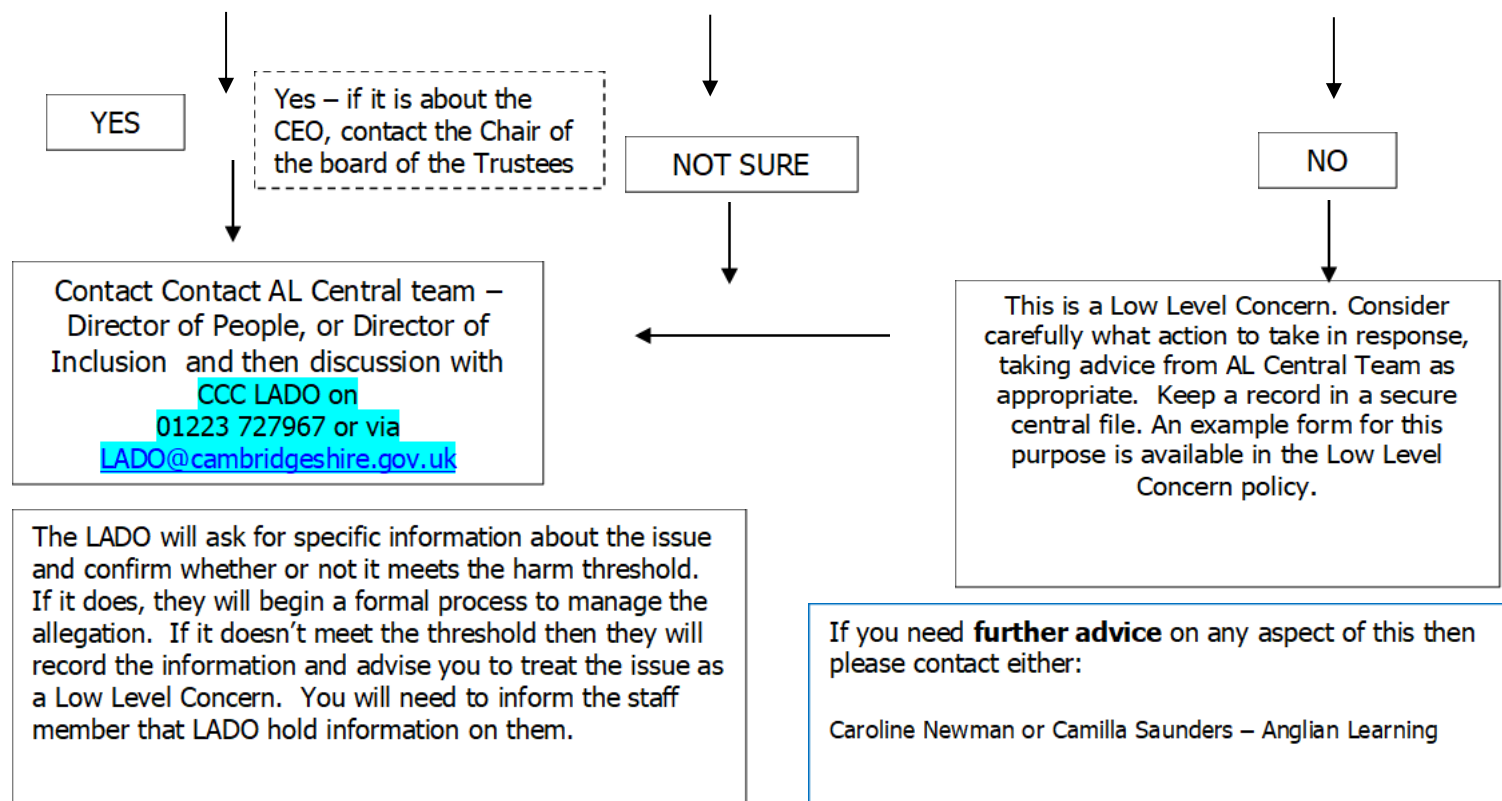 YES
Yes – if it is about the
CEO, contact the Chair of
the board of the Trustees
NOT SURE
NO
Contact Contact AL Central team –
Director of People, or Director of
Inclusion  and then discussion with
CCC LADO on
01223 727967 or via
LADO@cambridgeshire.gov.uk
This is a Low Level Concern. Consider
carefully what action to take in response,
taking advice from AL Central Team as
appropriate.  Keep a record in a secure
central file. An example form for this
purpose is available in the Low Level
Concern policy.
The LADO will ask for specific information about the issue
and confirm whether or not it meets the harm threshold.
If it does, they will begin a formal process to manage the
allegation.  If it doesn’t meet the threshold then they will
record the information and advise you to treat the issue as
a Low Level Concern.  You will need to inform the staff
member that LADO hold information on them.
If you need further advice on any aspect of this then
please contact either:
Caroline Newman or Camilla Saunders – Anglian Learning